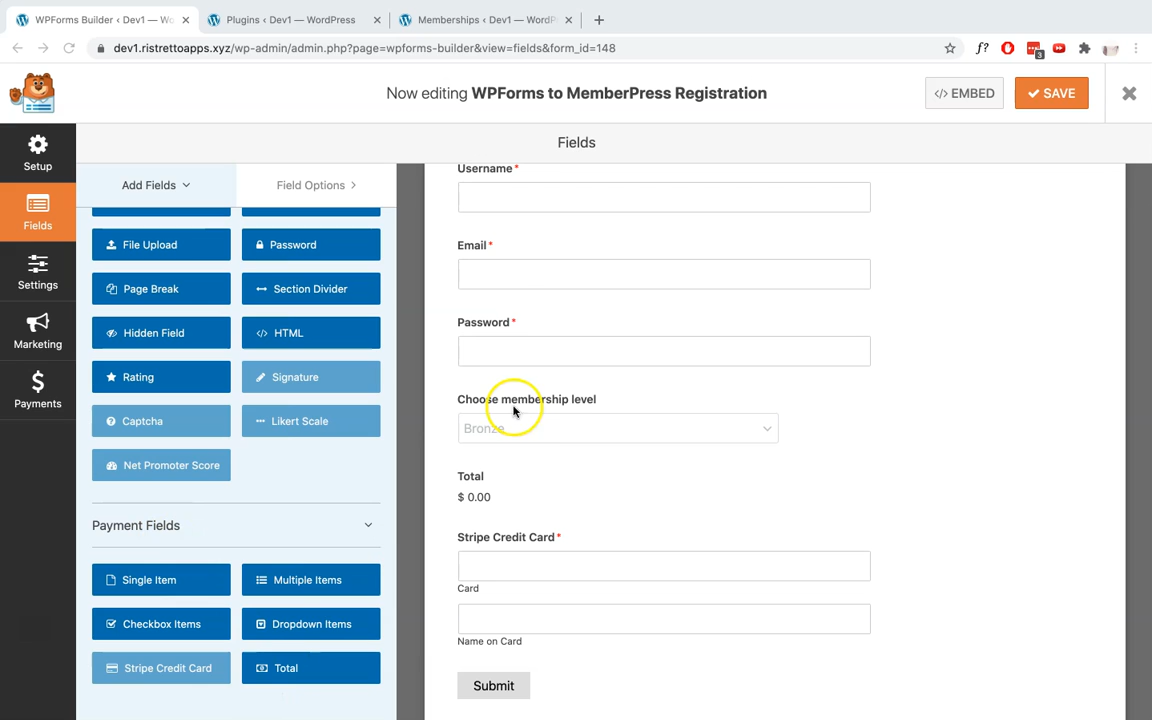 WPForms Builder < Dev1 — Wo
Plugins < Dev1 — WordPress
Memberships < Dev1 — WordP
dev1.ristrettoapps.xyz/wp-admin/admin.php?page=wpforms-builder&view=fields&form_id=148
f?
3
Now editing WPForms to MemberPress Registration
</> EMBED
SAVE
Setup
Fields
Settings
Marketing
Payments
Fields
Add Fields
Field Options
File Upload
Password
Page Break
Section Divider
Hidden Field
HTML
Rating
Signature
Captcha
Likert Scale
Net Promoter Score
Payment Fields
Single Item
Multiple Items
Checkbox Items
Dropdown Items
Stripe Credit Card
Total
Username *
Email *
Password *
Choose membership level
Bronze
Total
$ 0.00
Stripe Credit Card *
Card
Name on Card
Submit